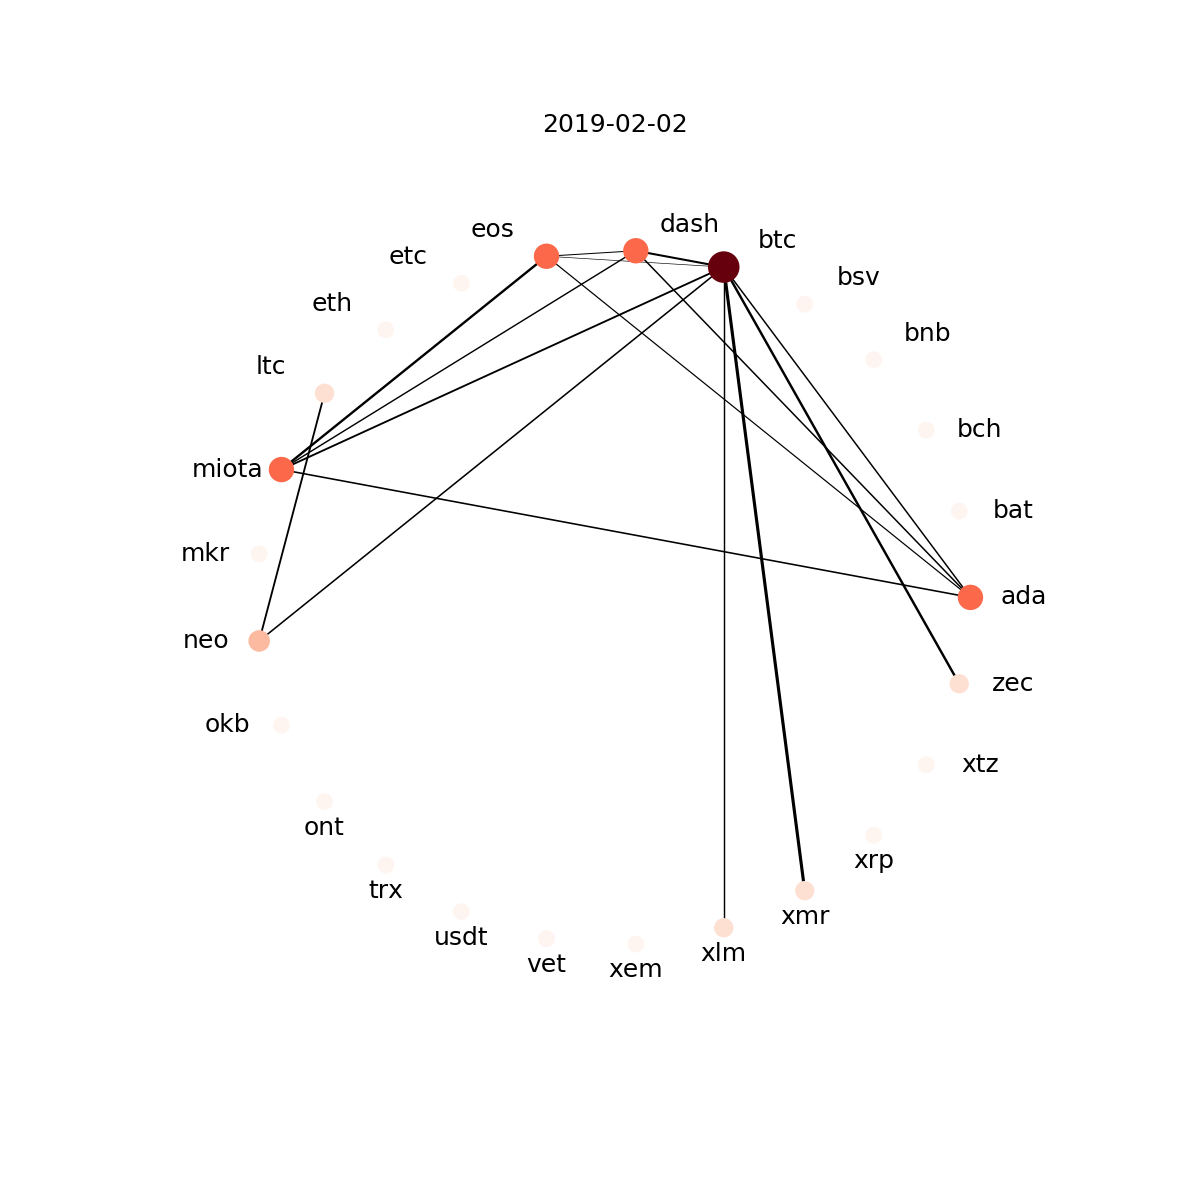 2019-02-02
dash
eos
btc
etc
bsv
eth
bnb
ltc
bch
miota
bat
mkr
ada
neo
zec
okb
xtz
ont
xrp
trx
xmr
usdt
xlm
vet
xem